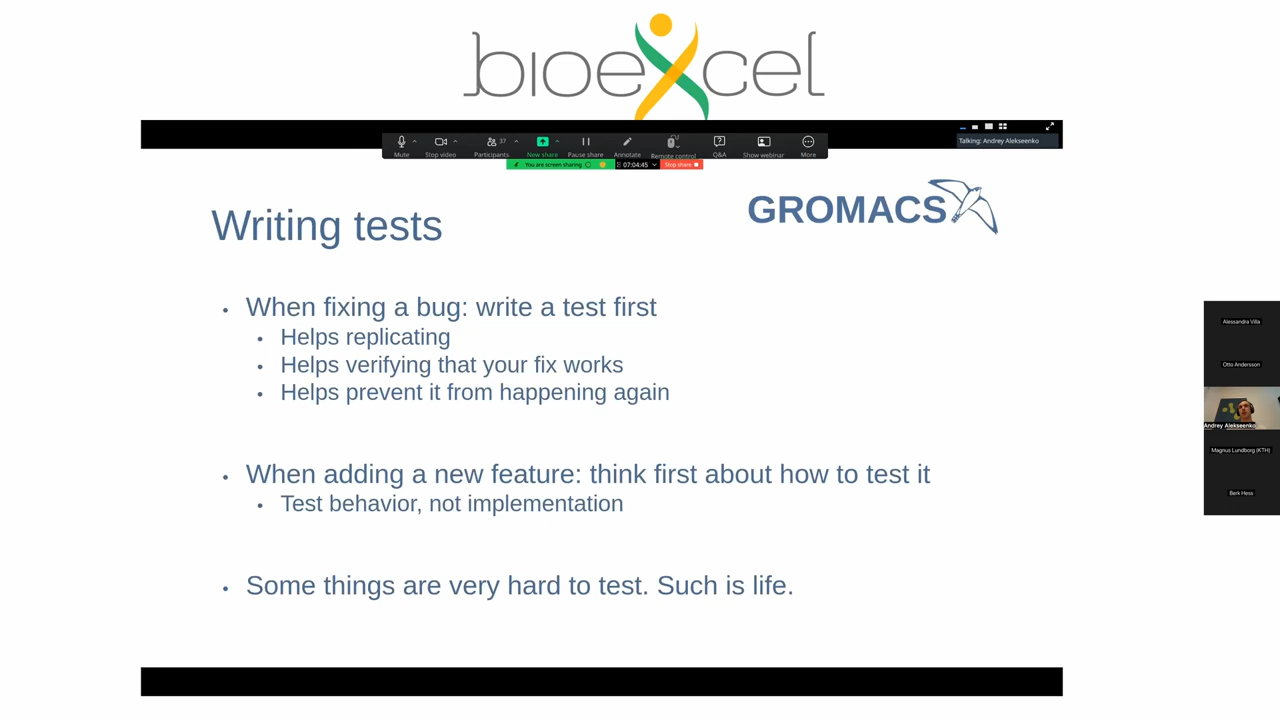 bioexcel
Talking: Andrey Alekseenko
Mute
Stop video
Participants
37
New share
Pause share
Annotate
Remote control
Q&A
Show webinar
More
You are screen sharing
07:04:45
Stop share
GROMACS
Writing tests
• When fixing a bug: write a test first
• Helps replicating
• Helps verifying that your fix works
• Helps prevent it from happening again
• When adding a new feature: think first about how to test it
• Test behavior, not implementation
• Some things are very hard to test. Such is life.
Alessandra Villa
Otto Andersson
Andrey Alekseenko
Magnus Lundborg (KTH)
Berk Hess